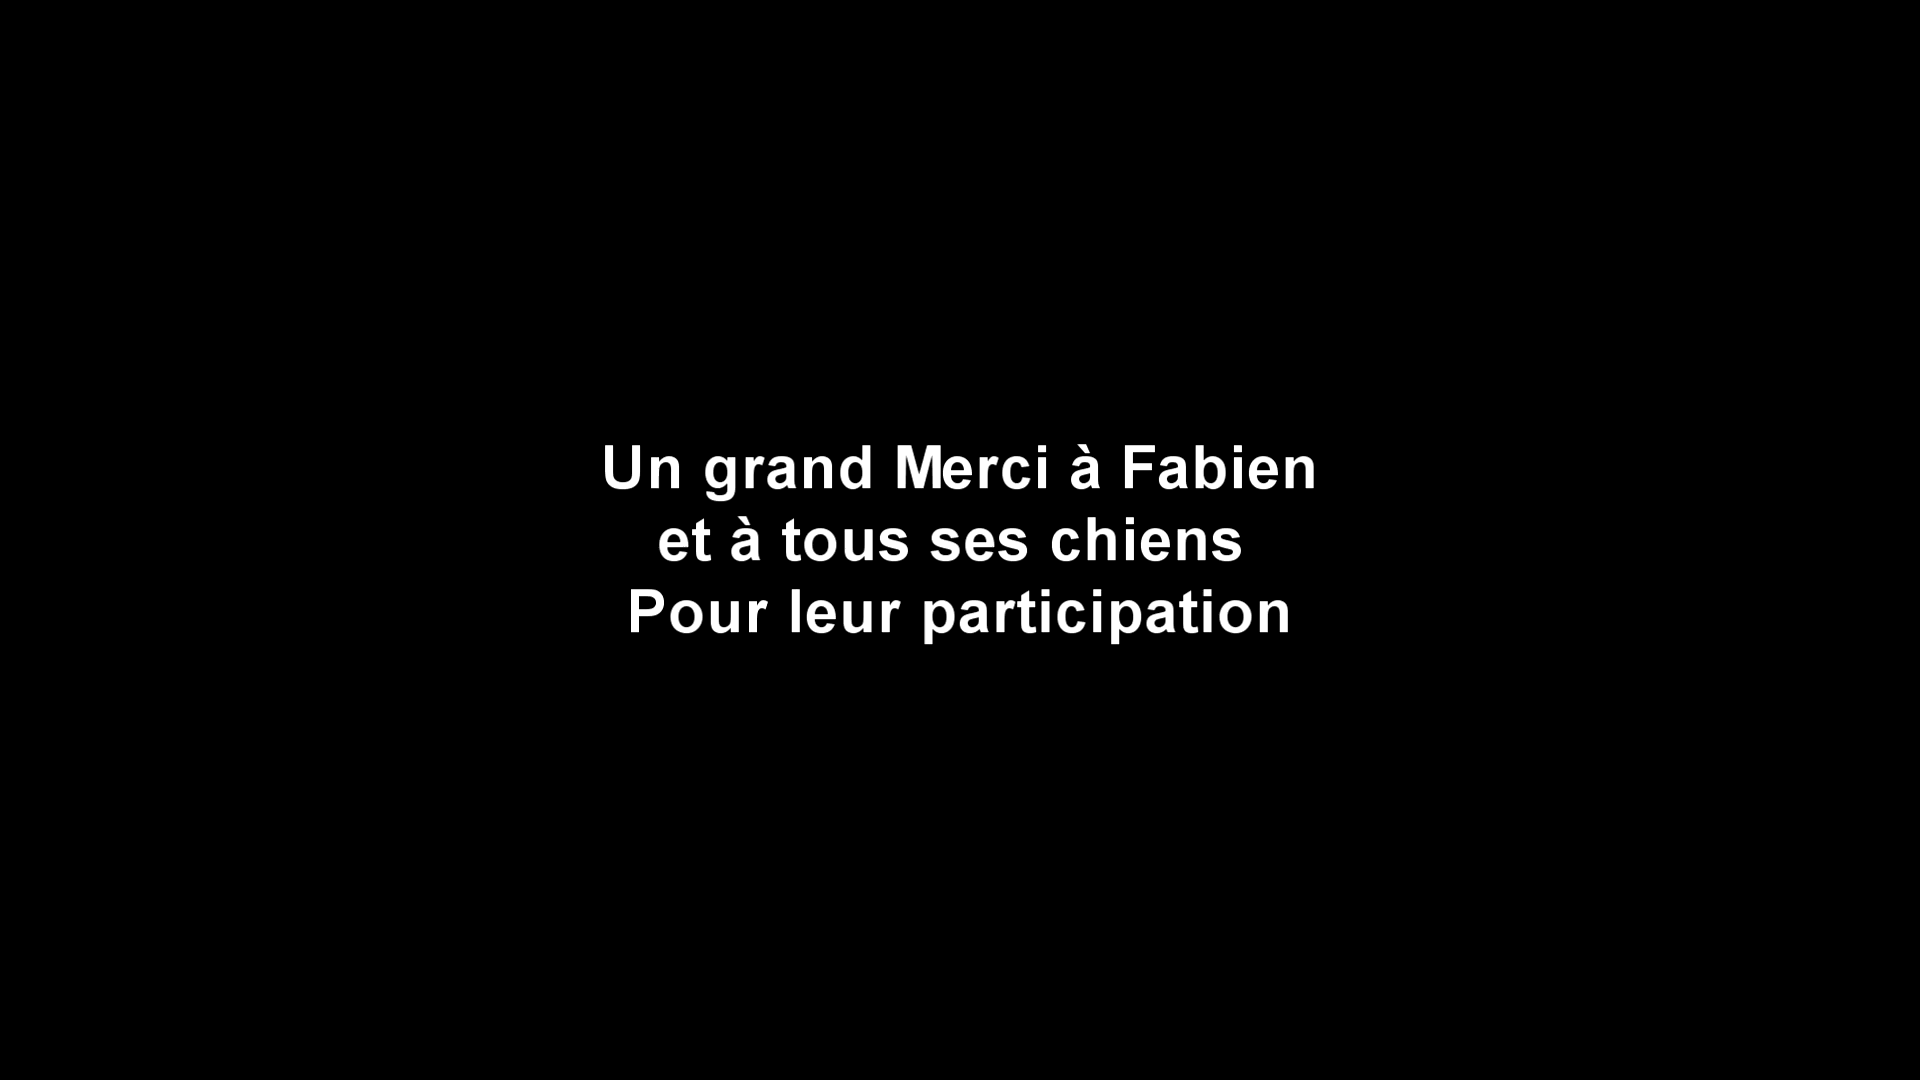 Un grand Merci à Fabien
et à tous ses chiens
Pour leur participation